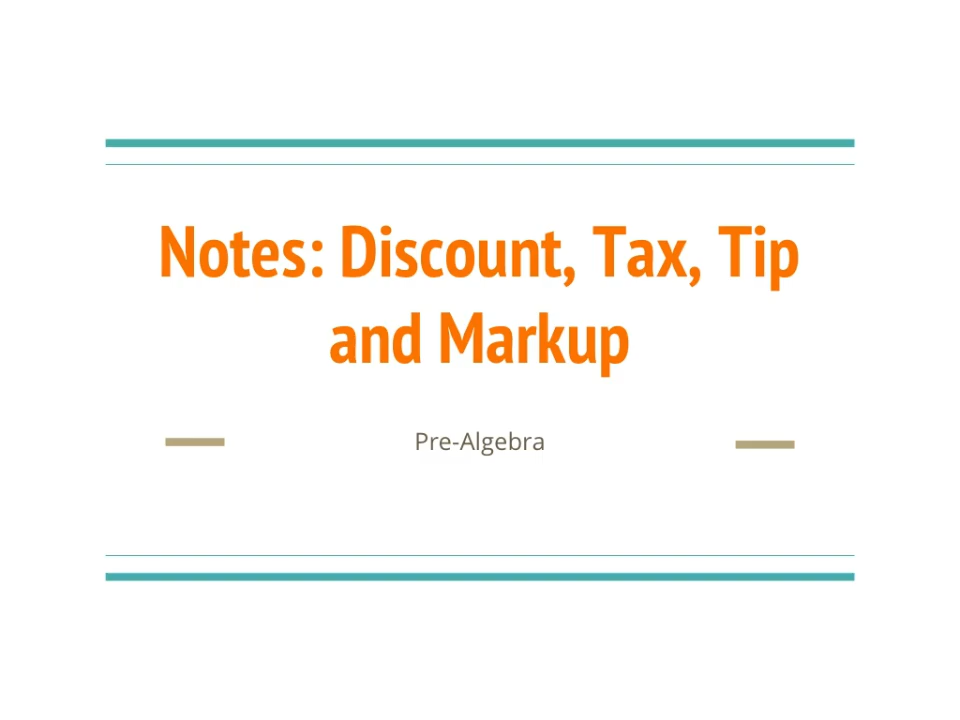 Notes: Discount, Tax, Tip
and Markup
Pre-Algebra